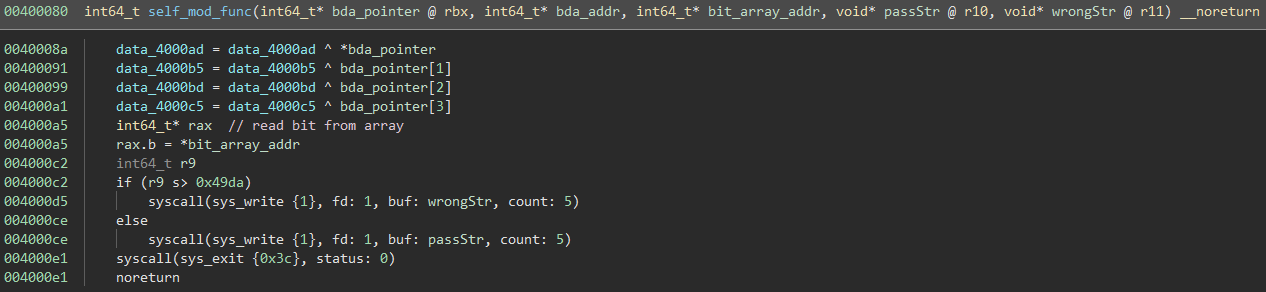 00400080 int64_t self_mod_func(int64_t* bda_pointer @ rbx, int64_t* bda_addr, int64_t* bit_array_addr, void* passStr @ r10, void* wrongStr @ r11) __noreturn
0040008a data_4000ad = data_4000ad ^ *bda_pointer
00400091 data_4000b5 = data_4000b5 ^ bda_pointer[1]
00400099 data_4000bd = data_4000bd ^ bda_pointer[2]
004000a1 data_4000c5 = data_4000c5 ^ bda_pointer[3]
004000a5 int64_t* rax // read bit from array
004000a5 rax.b = *bit_array_addr
004000c2 int64_t r9
004000c2 if (r9 s> 0x49da)
004000d5 syscall(sys_write {1}, fd: 1, buf: wrongStr, count: 5)
004000ce else
004000ce syscall(sys_write {1}, fd: 1, buf: passStr, count: 5)
004000e1 syscall(sys_exit {0x3c}, status: 0)
004000e1 noreturn